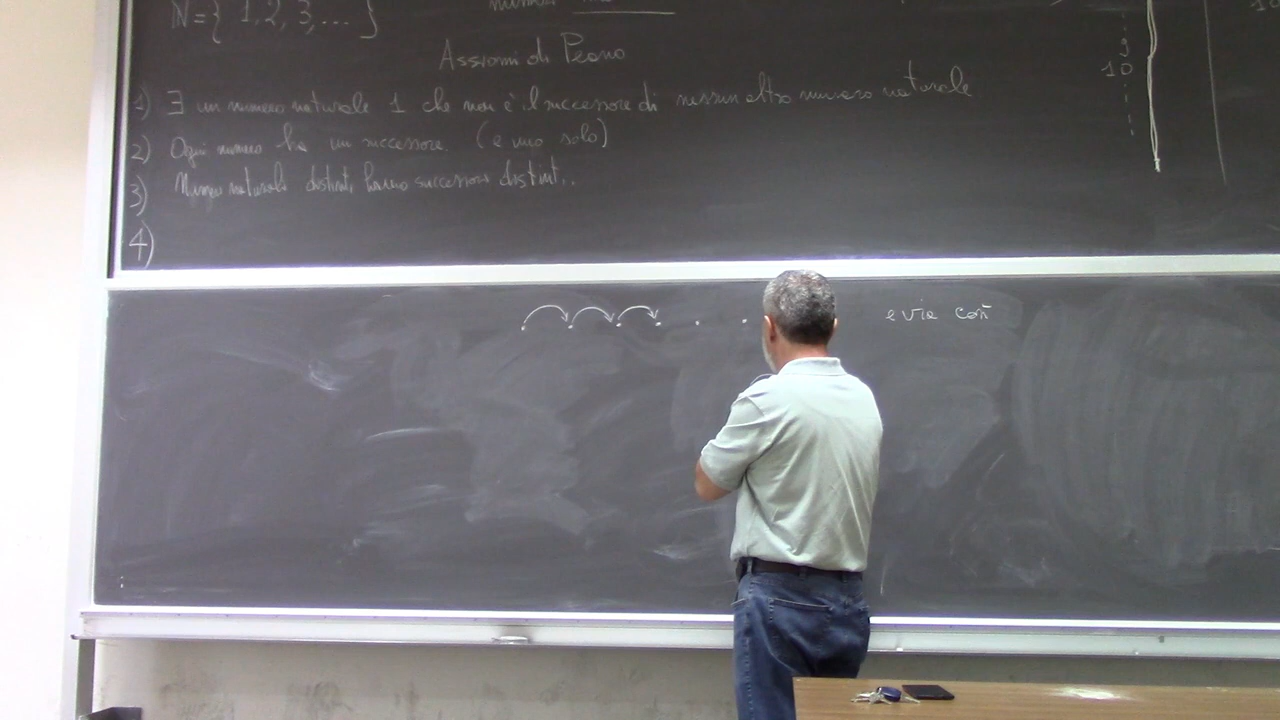 N = { 1, 2, 3, ... }
Assiomi di Peano
1) ∃ un numero naturale 1 che non è il successore di nessun altro numero naturale
2) Ogni numero ha un successore (e uno solo)
3) Numeri naturali distinti hanno successori distinti.
4)
9
10
e via così